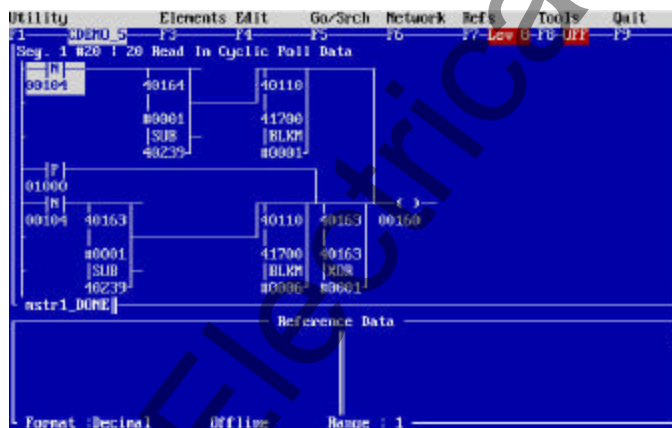 Utility Elements Edit Go/Srch Network Refs Tools Quit
F1 CDEMO_5 F3 F4 F5 F6 F7-Lev 8-F8-OFF-F9
Seg. 1 #20 ! 20 Read In Cyclic Poll Data
N
00104 40164 40110
#0001 41700
SUB BLKM
40239 #0001
P
01000
N ( )
00104 40163 40110 40163 00160
#0001 41700 40163
SUB BLKM XOR
40239 #0006 #0001
mstr1_DONE
Reference Data
Format :Decimal Offline Range : 1
Electrica